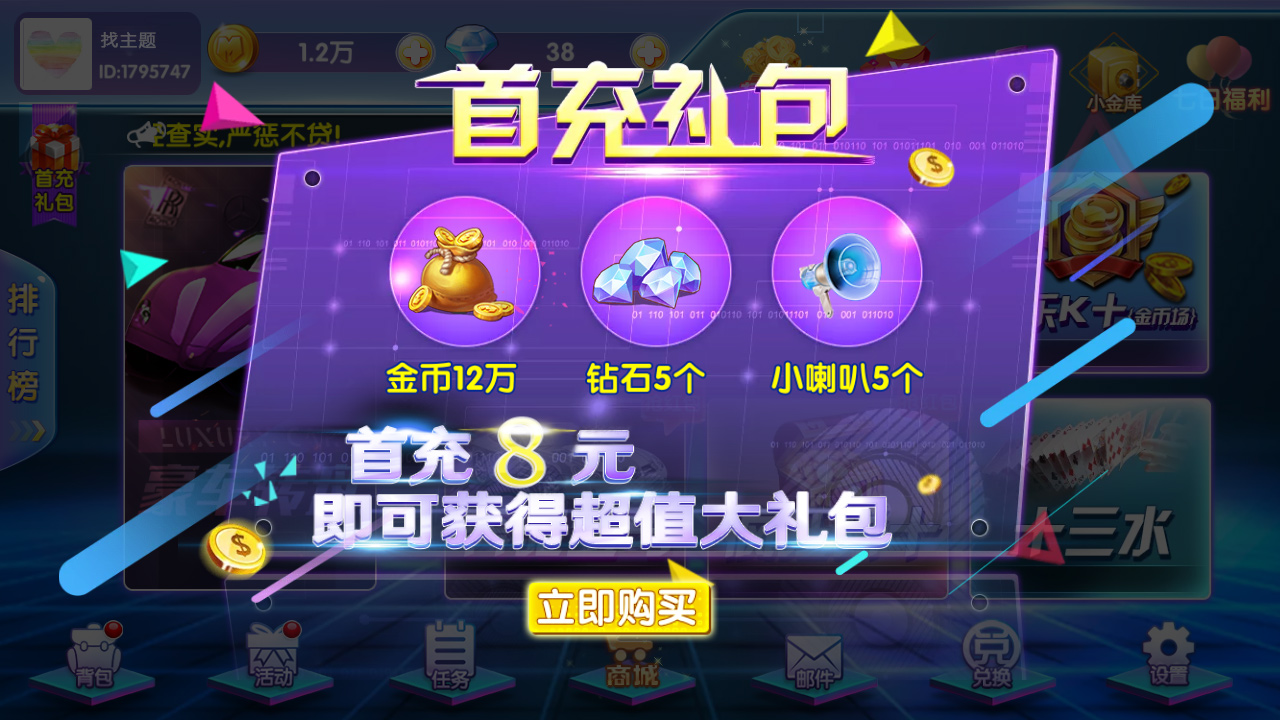 找主题
ID:1795747
1.2万
38
小金库
七日福利
查实,严惩不贷!
首充
礼包
首充礼包
排
行
榜
金币12万
钻石5个
小喇叭5个
乐K十
(金币场)
首充8元
即可获得超值大礼包
十三水
立即购买
背包
活动
任务
商城
邮件
兑换
设置